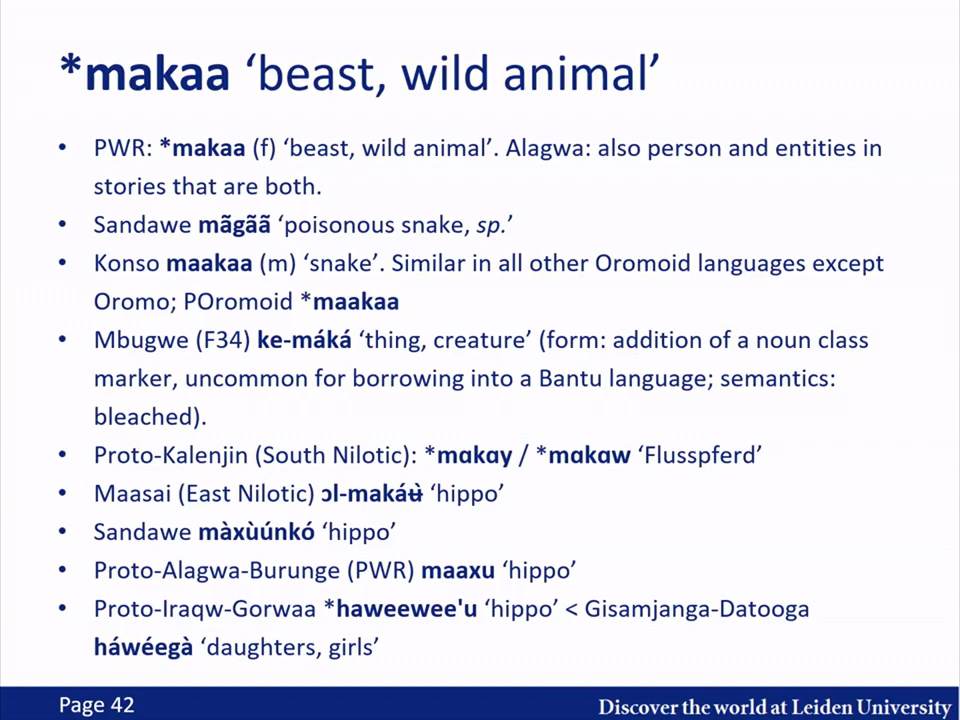 *makaa ‘beast, wild animal’
• PWR: *makaa (f) ‘beast, wild animal’. Alagwa: also person and entities in
stories that are both.
• Sandawe mãgãã ‘poisonous snake, sp.’
• Konso maakaa (m) ‘snake’. Similar in all other Oromoid languages except
Oromo; POromoid *maakaa
• Mbugwe (F34) ke-máká ‘thing, creature’ (form: addition of a noun class
marker, uncommon for borrowing into a Bantu language; semantics:
bleached).
• Proto-Kalenjin (South Nilotic): *mɑkɑy / *mɑkɑw ‘Flusspferd’
• Maasai (East Nilotic) ɔl-makáʉ̀ ‘hippo’
• Sandawe màxùúnkó ‘hippo’
• Proto-Alagwa-Burunge (PWR) maaxu ‘hippo’
• Proto-Iraqw-Gorwaa *haweewee'u ‘hippo’ < Gisamjanga-Datooga
háwéegà ‘daughters, girls’
Page 42
Discover the world at Leiden University